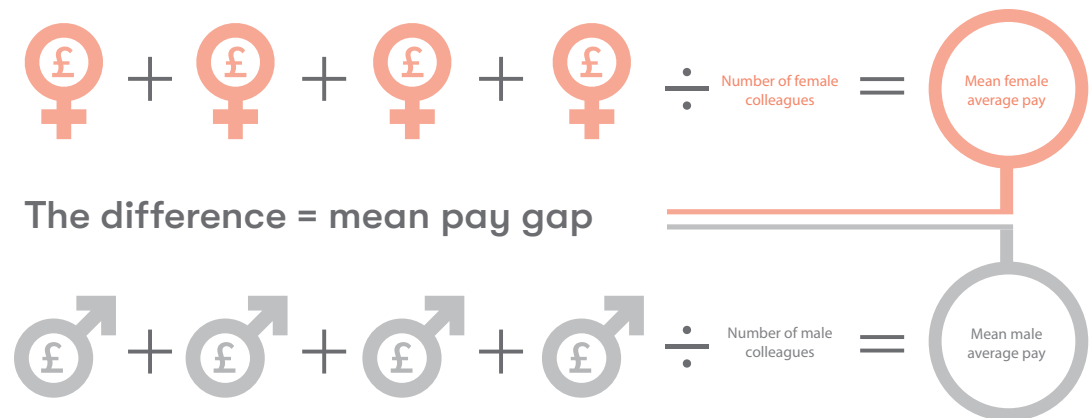 £ + £ + £ + £ ÷ Number of female
colleagues = Mean female
average pay
The difference = mean pay gap
£ + £ + £ + £ ÷ Number of male
colleagues = Mean male
average pay